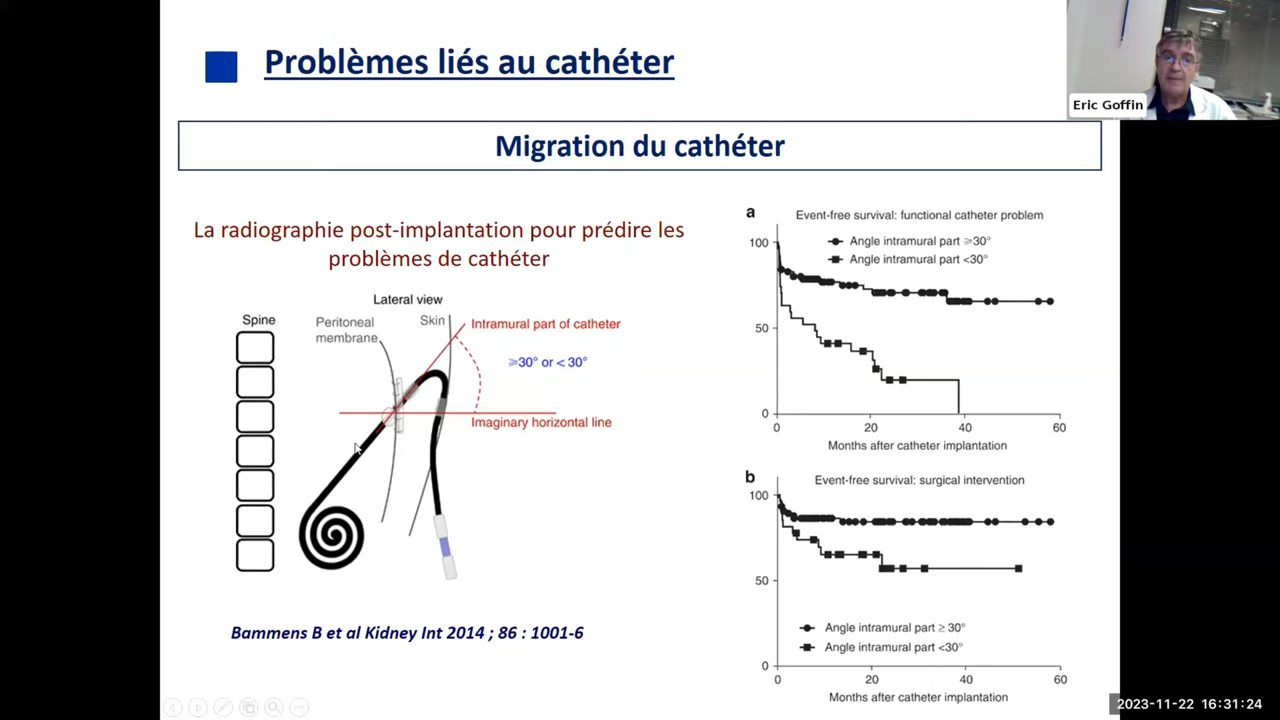 Problèmes liés au cathéter
Eric Goffin
Migration du cathéter
La radiographie post-implantation pour prédire les
problèmes de cathéter
Lateral view
Spine
Peritoneal
membrane
Skin
Intramural part of catheter
⩾30° or < 30°
Imaginary horizontal line
Bammens B et al Kidney Int 2014 ; 86 : 1001-6
a
Event-free survival: functional catheter problem
Angle intramural part ⩾30°
Angle intramural part <30°
100
50
0
0 20 40 60
Months after catheter implantation
b
Event-free survival: surgical intervention
100
50
0
Angle intramural part ≥ 30°
Angle intramural part <30°
0 20 40 60
Months after catheter implantation
2023-11-22 16:31:24